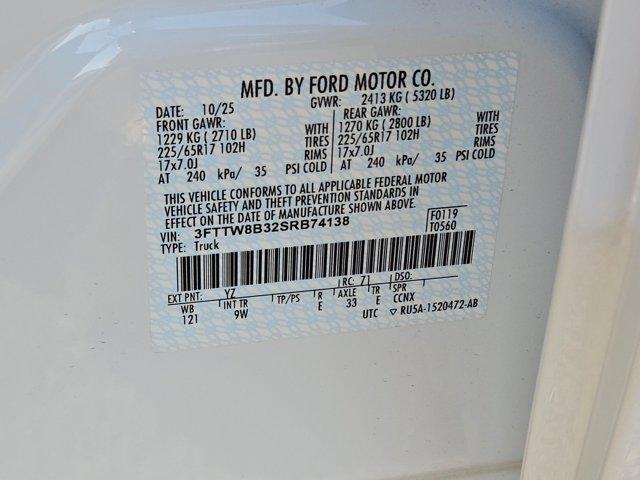 MFD. BY FORD MOTOR CO.
DATE: 10/25 GVWR: 2413 KG ( 5320 LB)
FRONT GAWR: REAR GAWR:
1229 KG ( 2710 LB) WITH 1270 KG ( 2800 LB) WITH
225/65R17 102H TIRES 225/65R17 102H TIRES
17x7.0J RIMS 17x7.0J RIMS
AT 240 kPa/ 35 PSI COLD AT 240 kPa/ 35 PSI COLD
THIS VEHICLE CONFORMS TO ALL APPLICABLE FEDERAL MOTOR
VEHICLE SAFETY AND THEFT PREVENTION STANDARDS IN EFFECT
ON THE DATE OF MANUFACTURE SHOWN ABOVE.
VIN: 3FTTW8B32SRB74138 F0119
TYPE: Truck T0560
RC: 71 DSO:
EXT PNT: YZ
WB INT TR TP/PS R AXLE TR SPR
121 9W E 33 E CCNX
UTC ▽ RU5A-1520472-AB